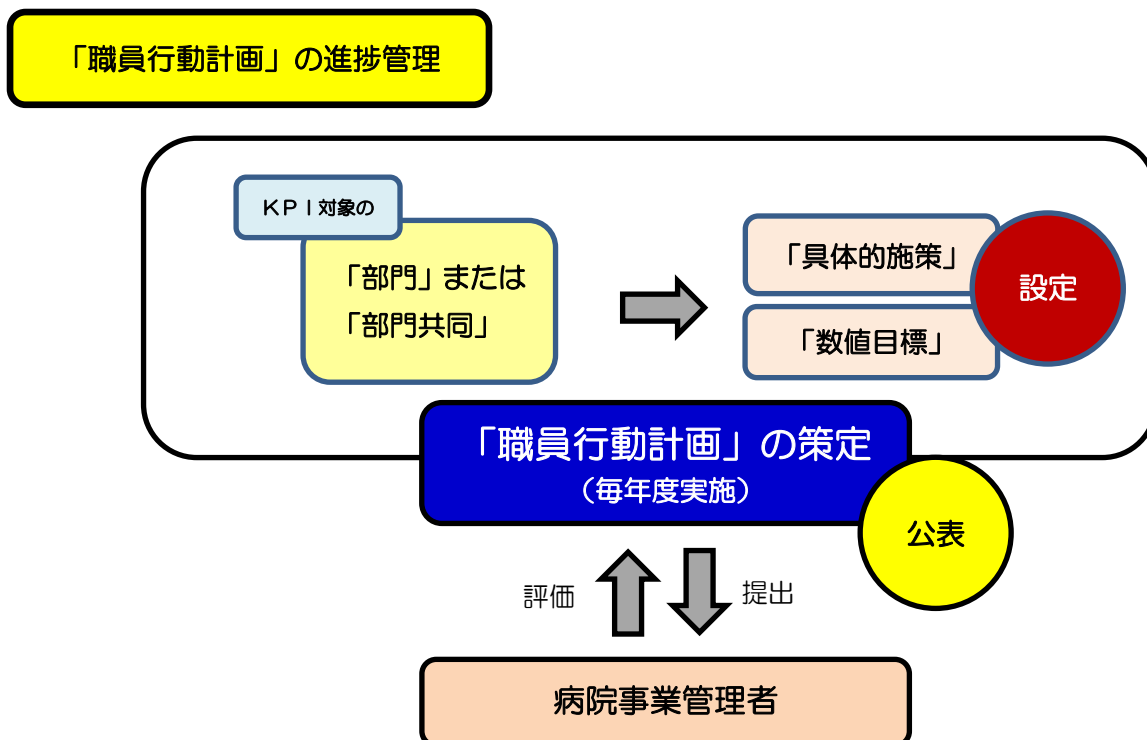 「職員行動計画」の進捗管理
ＫＰＩ対象の
「部門」または
「部門共同」
「具体的施策」
「数値目標」
設定
「職員行動計画」の策定
（毎年度実施）
公表
評価
提出
病院事業管理者